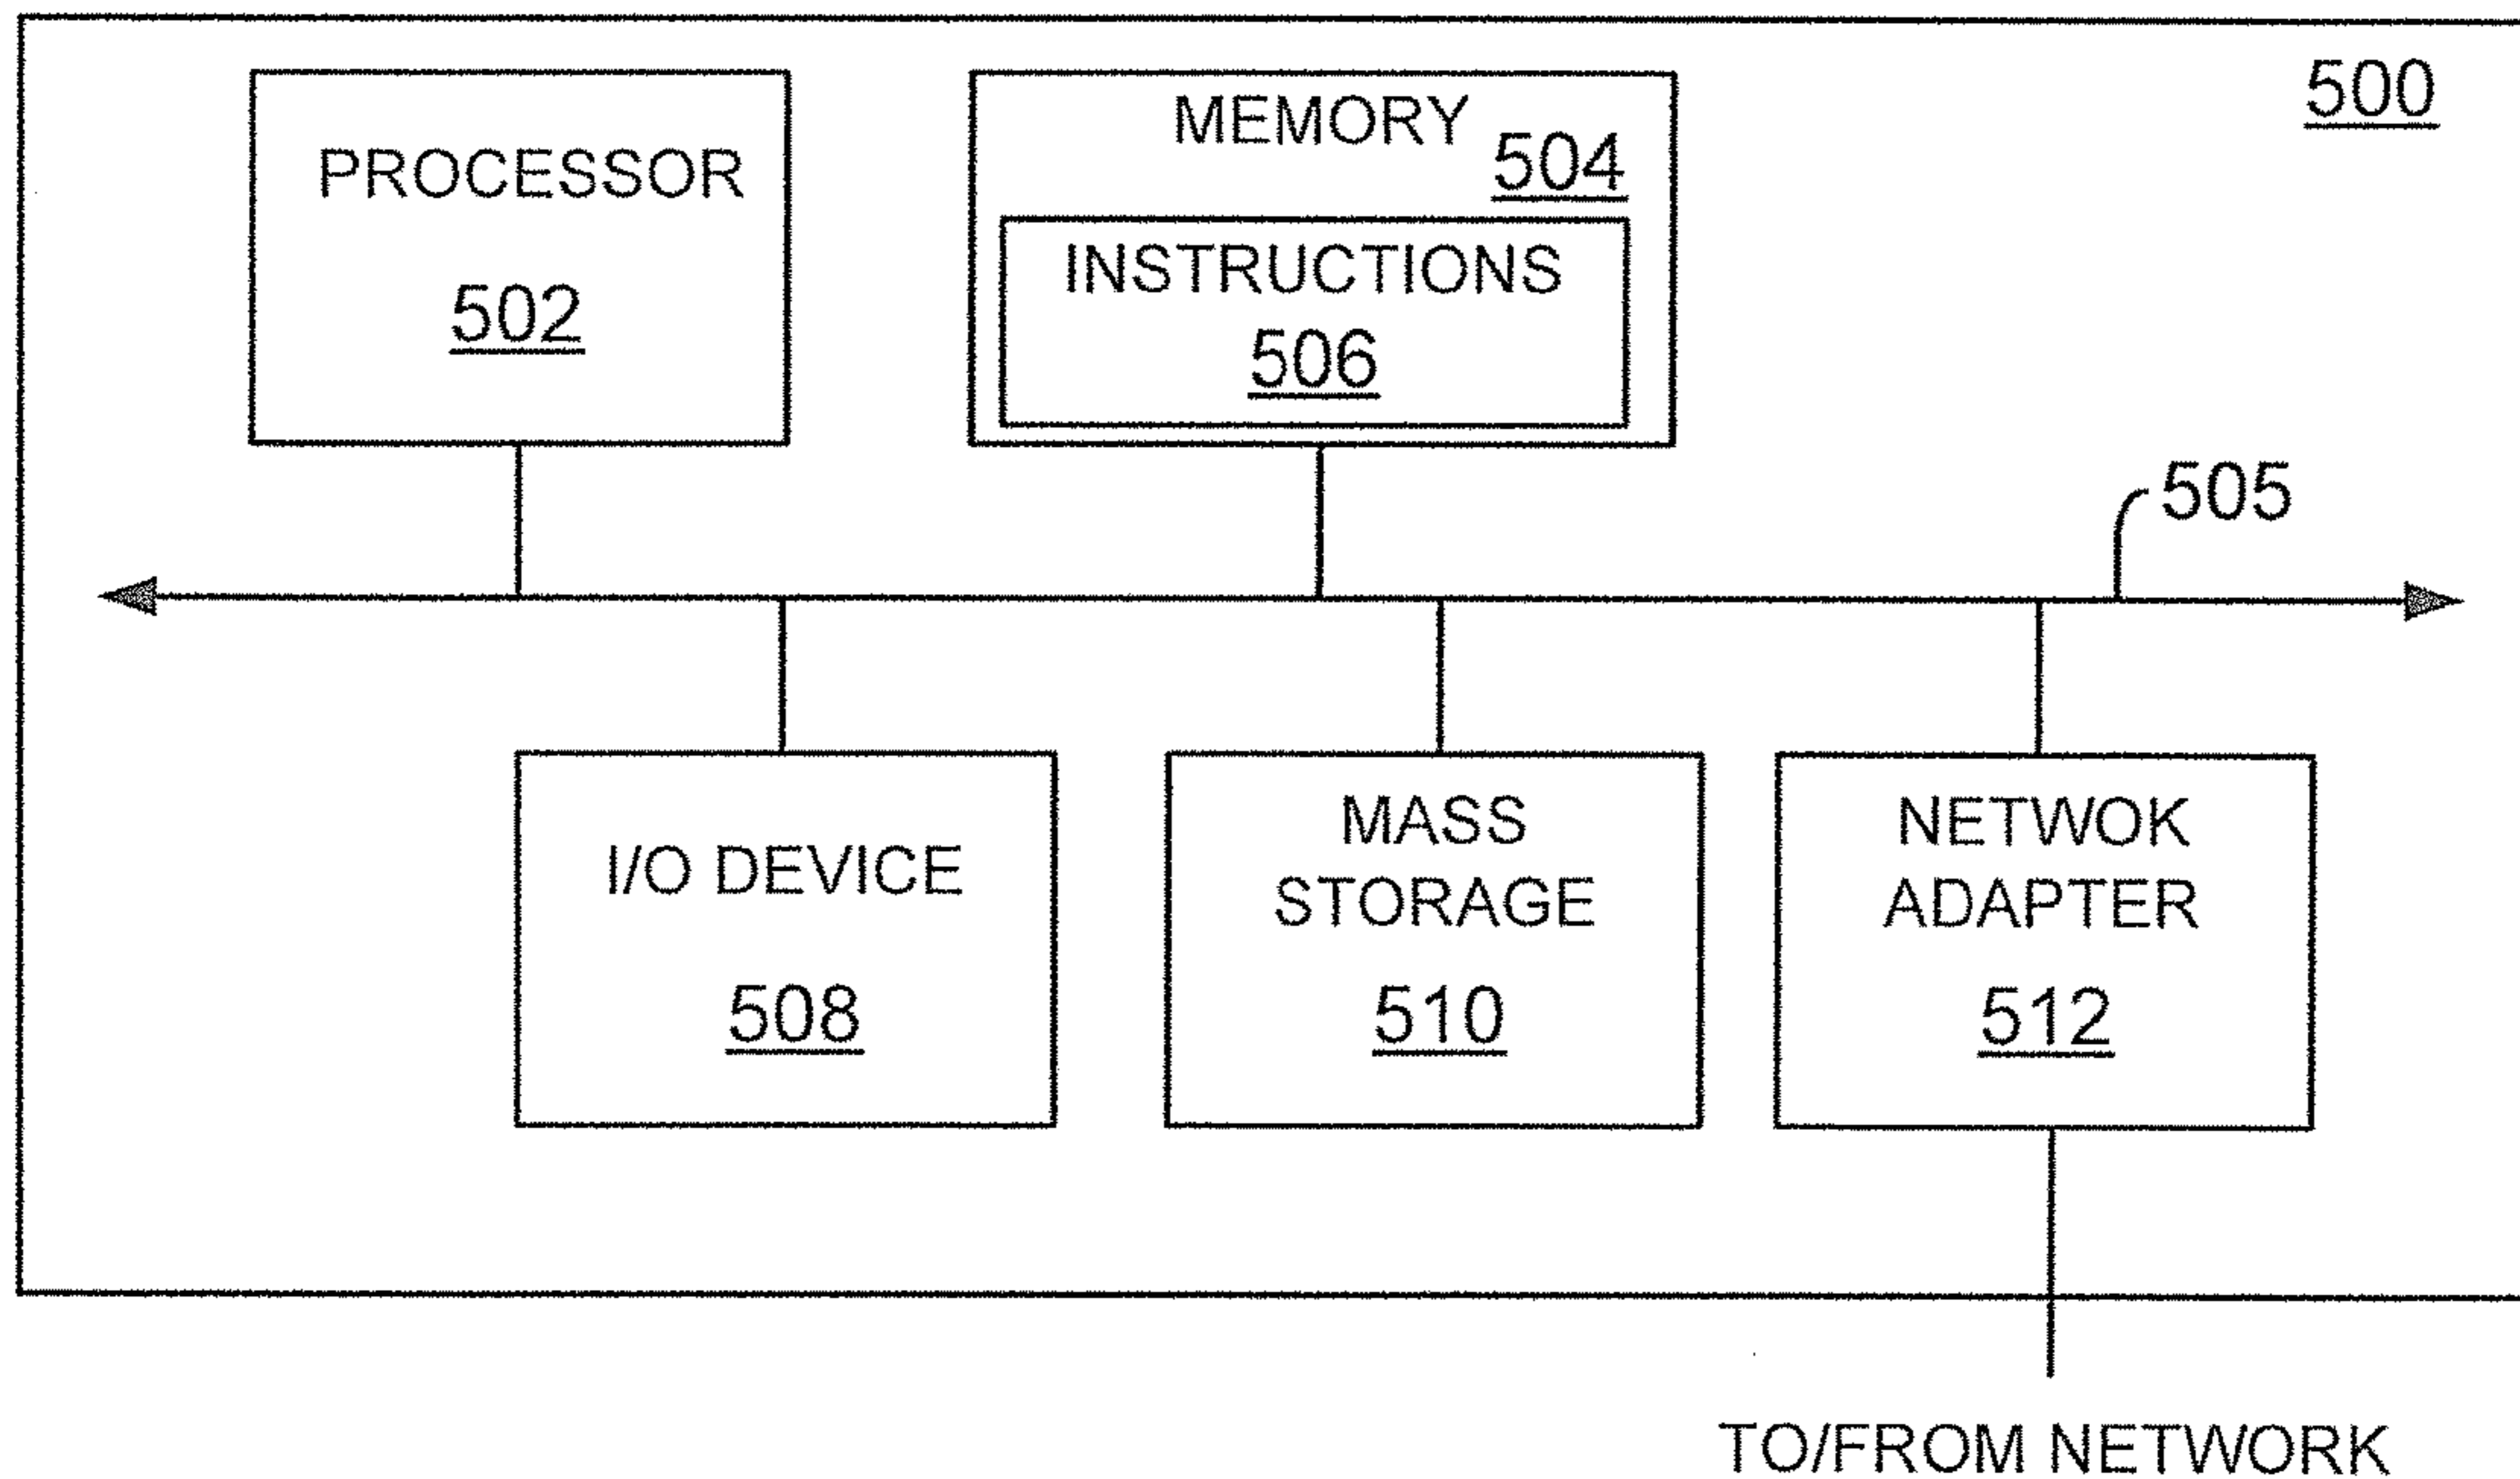 500
PROCESSOR
502
MEMORY
504
INSTRUCTIONS
506
505
I/O DEVICE
508
MASS
STORAGE
510
NETWOK
ADAPTER
512
TO/FROM NETWORK